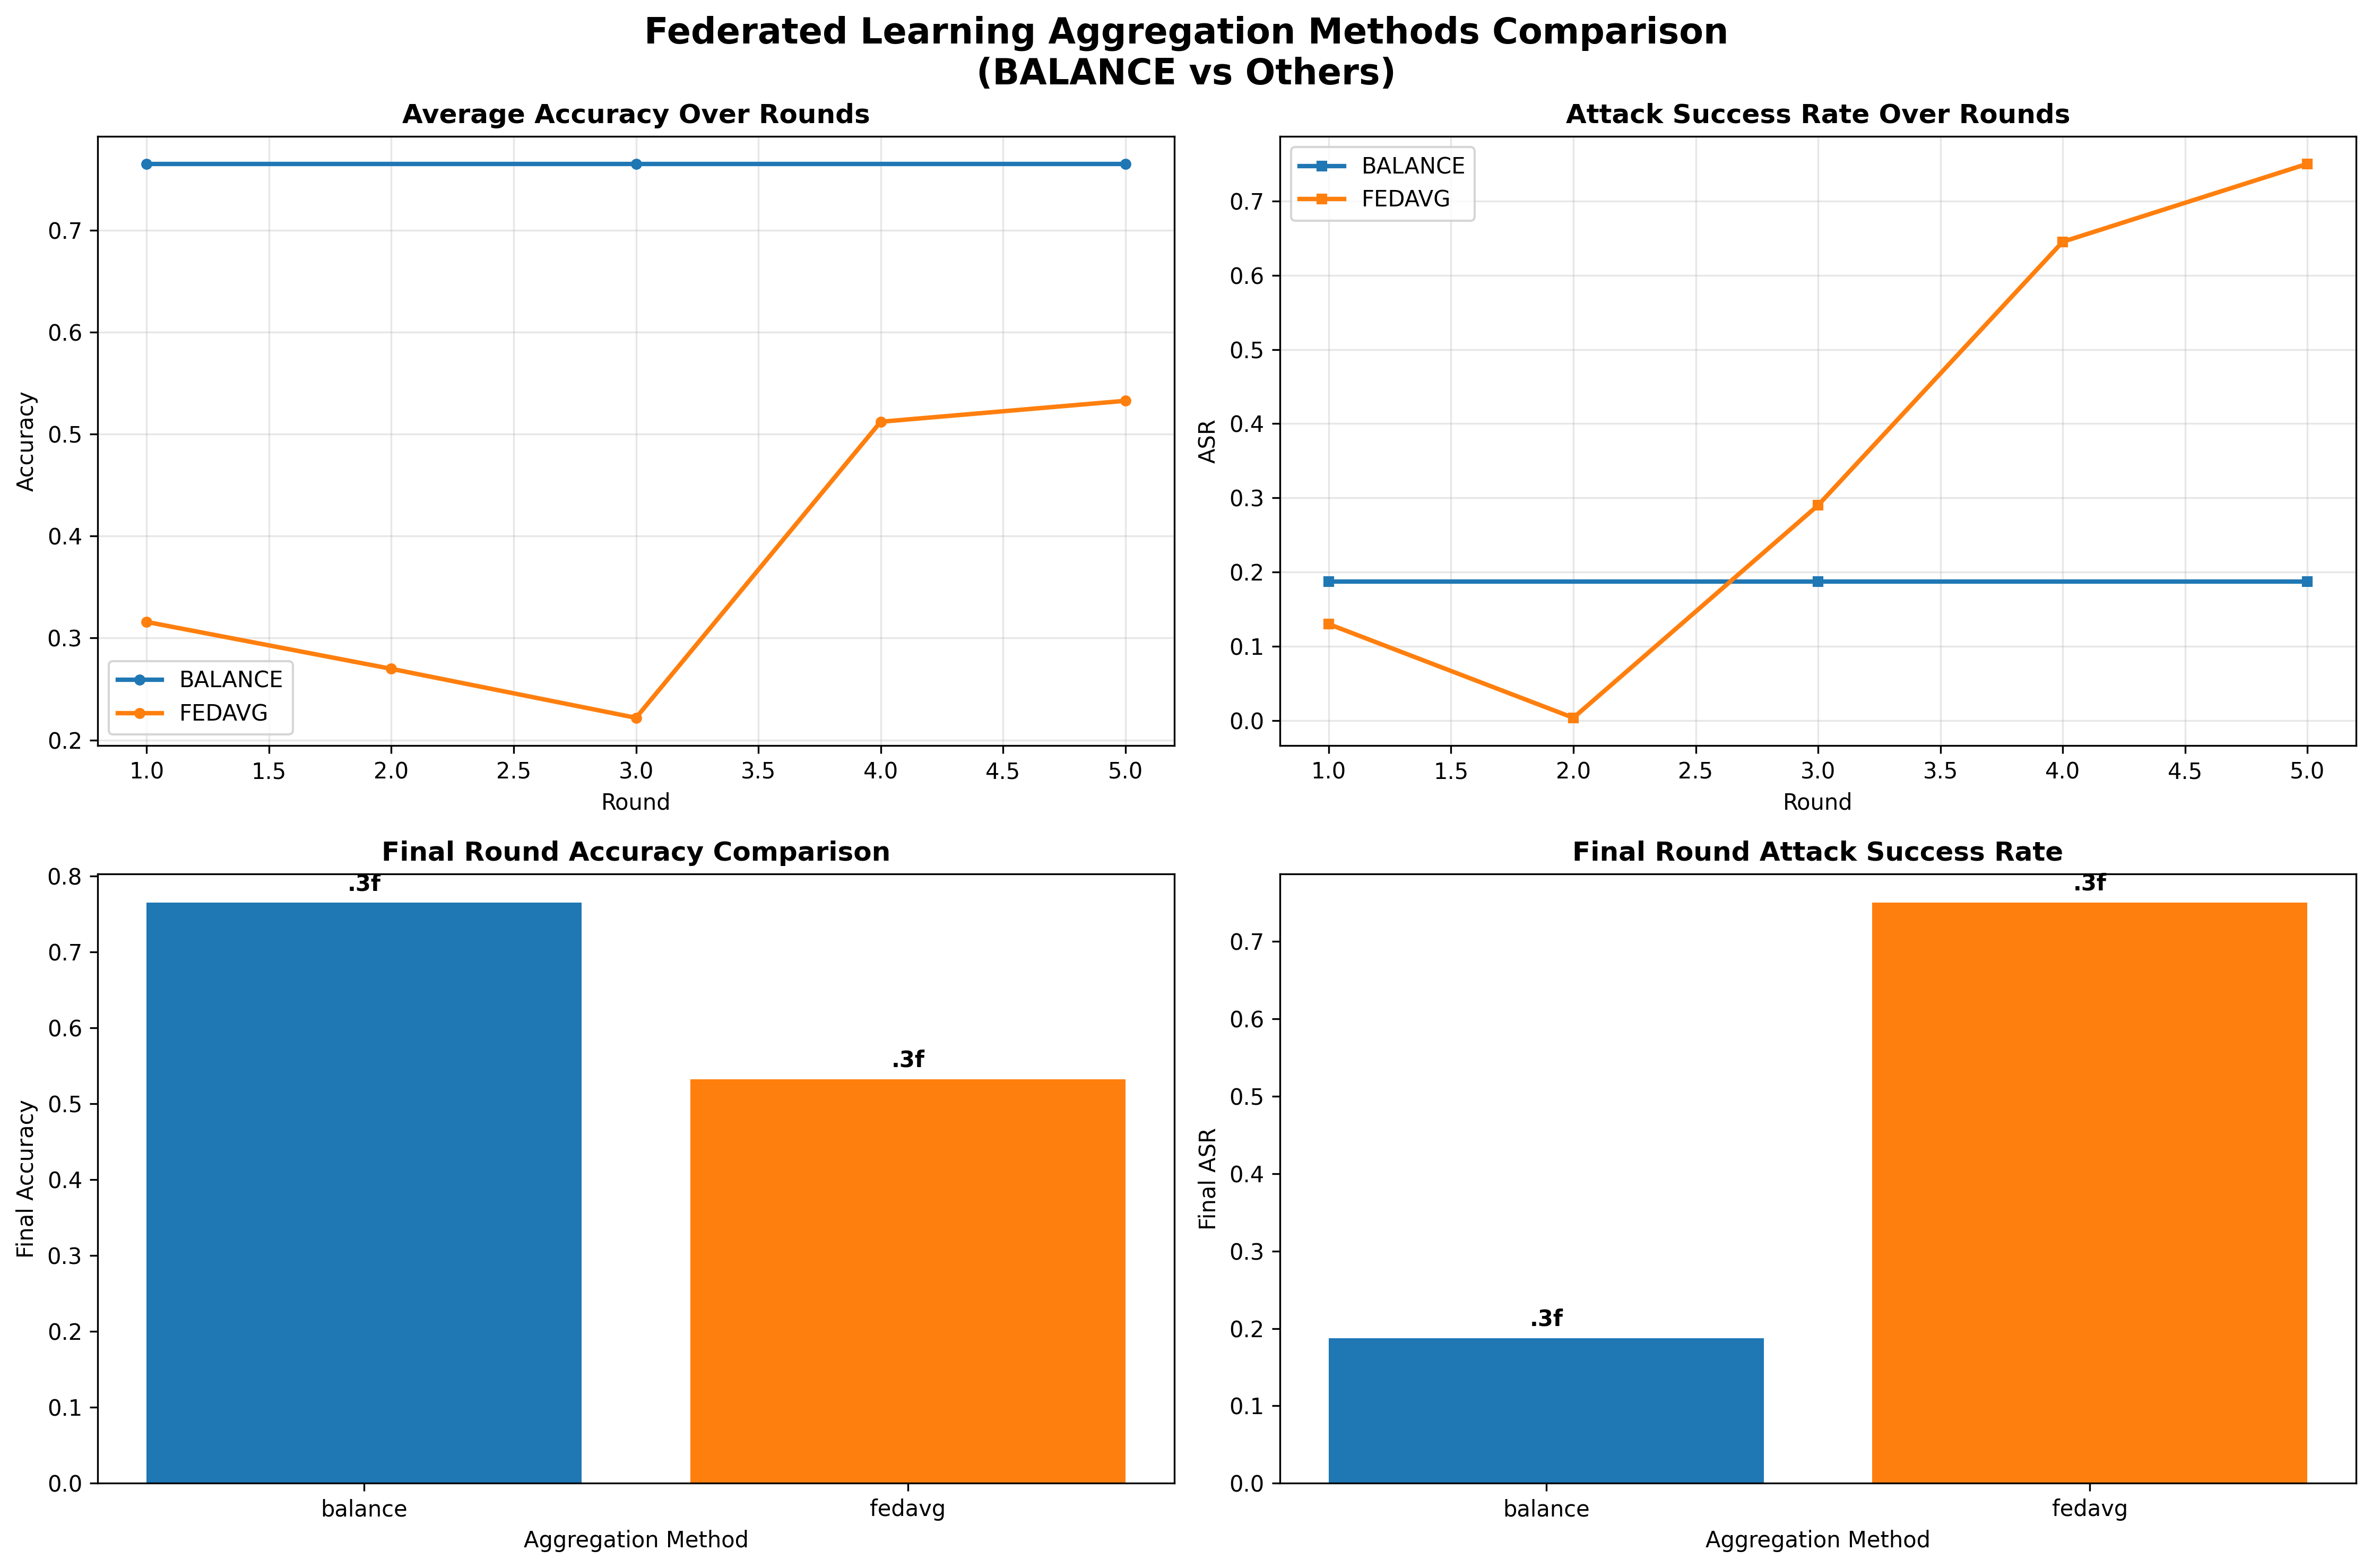 Federated Learning Aggregation Methods Comparison
(BALANCE vs Others)
Average Accuracy Over Rounds
Accuracy
0.7
0.6
0.5
0.4
0.3
0.2
BALANCE
FEDAVG
1.0 1.5 2.0 2.5 3.0 3.5 4.0 4.5 5.0
Round
Attack Success Rate Over Rounds
BALANCE
FEDAVG
ASR
0.7
0.6
0.5
0.4
0.3
0.2
0.1
0.0
1.0 1.5 2.0 2.5 3.0 3.5 4.0 4.5 5.0
Round
Final Round Accuracy Comparison
Final Accuracy
0.8
0.7
0.6
0.5
0.4
0.3
0.2
0.1
0.0
.3f
.3f
balance fedavg
Aggregation Method
Final Round Attack Success Rate
Final ASR
0.7
0.6
0.5
0.4
0.3
0.2
0.1
0.0
.3f
.3f
balance fedavg
Aggregation Method